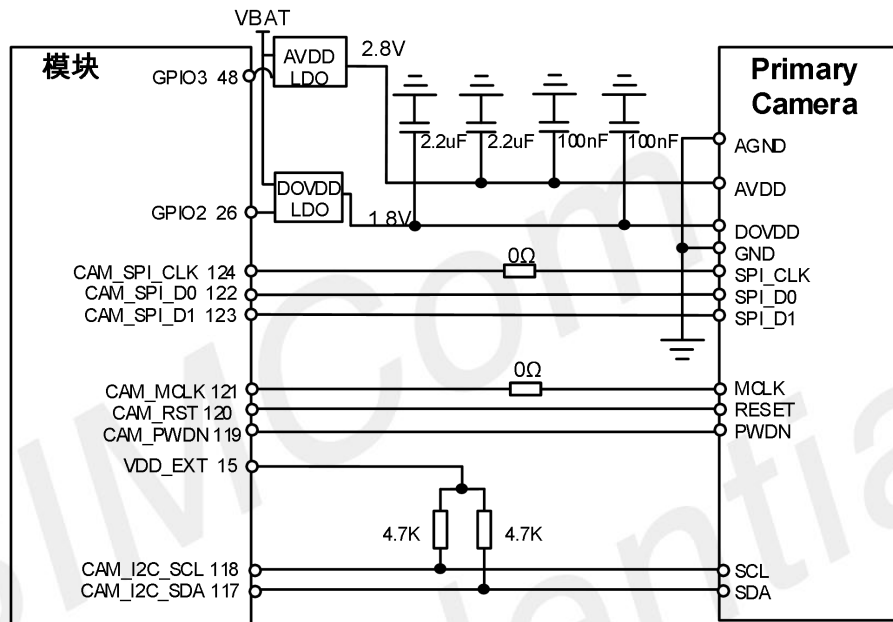 VBAT
模块
AVDD
LDO
2.8V
GPIO3 48
2.2uF
2.2uF
100nF
100nF
Primary
Camera
AGND
AVDD
DOVDD
LDO
1.8V
GPIO2 26
DOVDD
GND
CAM_SPI_CLK 124
0Ω
SPI_CLK
CAM_SPI_D0 122
SPI_D0
CAM_SPI_D1 123
SPI_D1
CAM_MCLK 121
0Ω
MCLK
CAM_RST 120
RESET
CAM_PWDN 119
PWDN
VDD_EXT 15
4.7K
4.7K
CAM_I2C_SCL 118
SCL
CAM_I2C_SDA 117
SDA
SIMCom